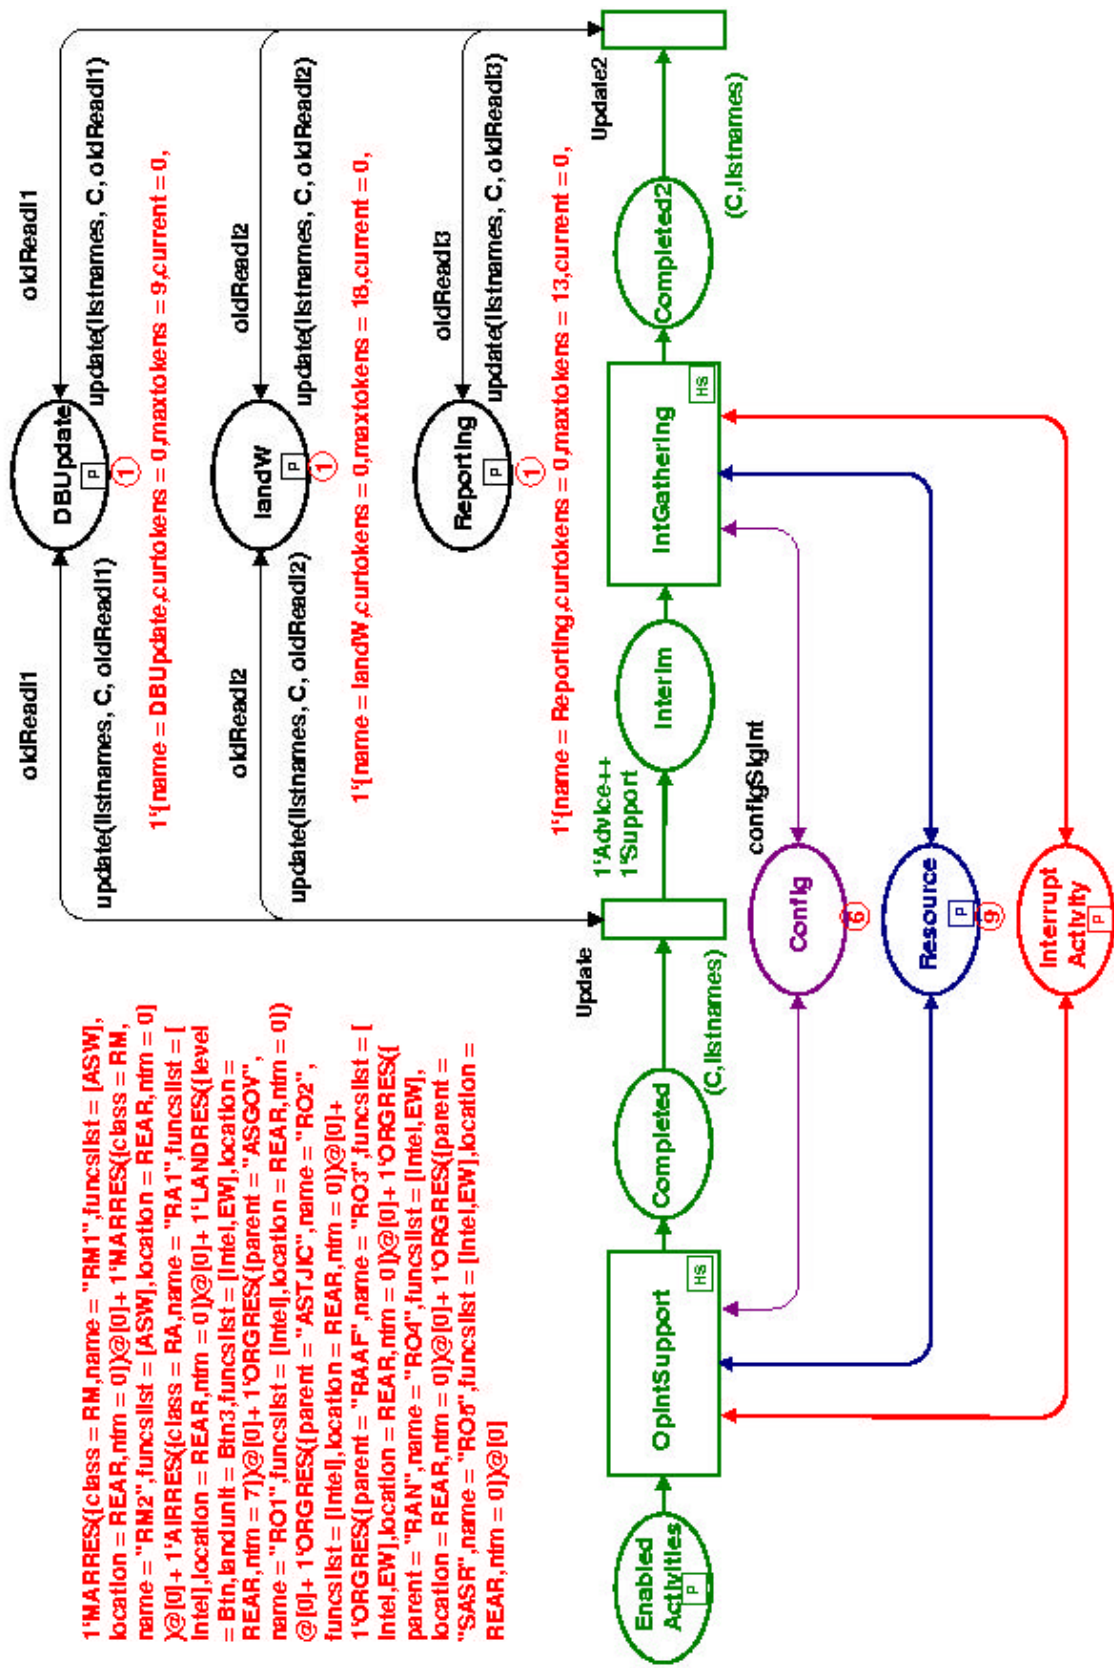 oldReadl1
oldReadl1
DBUpdate
P
1
update(listnames, C, oldReadl1)
update(listnames, C, oldReadl1)
1`{name = DBUpdate,curtokens = 0,maxtokens = 9,current = 0,
oldReadl2
oldReadl2
landW
P
1
update(listnames, C, oldReadl2)
update(listnames, C, oldReadl2)
1`{name = landW,curtokens = 0,maxtokens = 18,current = 0,
oldReadl3
Reporting
P
1
update(listnames, C, oldReadl3)
1`{name = Reporting,curtokens = 0,maxtokens = 13,current = 0,
1`MARRES({class = RM,name = "RM1",funcslist = [ASW],
location = REAR,ntm = 0})@[0]+ 1`MARRES({class = RM,
name = "RM2",funcslist = [ASW],location = REAR,ntm = 0}
)@[0]+ 1`AIRRES({class = RA,name = "RA1",funcslist = [
Intel],location = REAR,ntm = 0})@[0]+ 1`LANDRES({level
= Btn,landunit = Btn3,funcslist = [Intel,EW],location =
REAR,ntm = 7})@[0]+ 1`ORGRES({parent = "ASGOV",
name = "RO1",funcslist = [Intel],location = REAR,ntm = 0})
@[0]+ 1`ORGRES({parent = "ASTJIC",name = "RO2",
funcslist = [Intel],location = REAR,ntm = 0})@[0]+
1`ORGRES({parent = "RAAF",name = "RO3",funcslist = [
Intel,EW],location = REAR,ntm = 0})@[0]+ 1`ORGRES({
parent = "RAN",name = "RO4",funcslist = [Intel,EW],
location = REAR,ntm = 0})@[0]+ 1`ORGRES({parent =
"SASR",name = "RO5",funcslist = [Intel,EW],location =
REAR,ntm = 0})@[0]
Enabled
Activities
P
OpIntSupport
HS
Completed
Update
(C,listnames)
1`Advice++
1`Support
Interim
IntGathering
HS
Completed2
Update2
(C,listnames)
configSigInt
Config
6
Resource
P
9
Interrupt
Activity
P